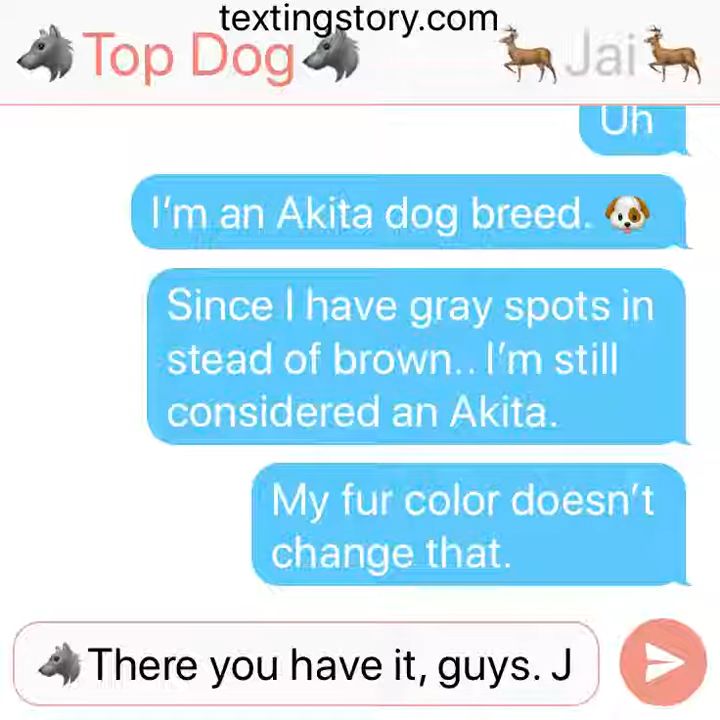 textingstory.com
🐺Top Dog🐺 🦌Jai🦌
Uh
I'm an Akita dog breed. 🐶
Since I have gray spots in
stead of brown.. I'm still
considered an Akita.
My fur color doesn't
change that.
🐺There you have it, guys. J